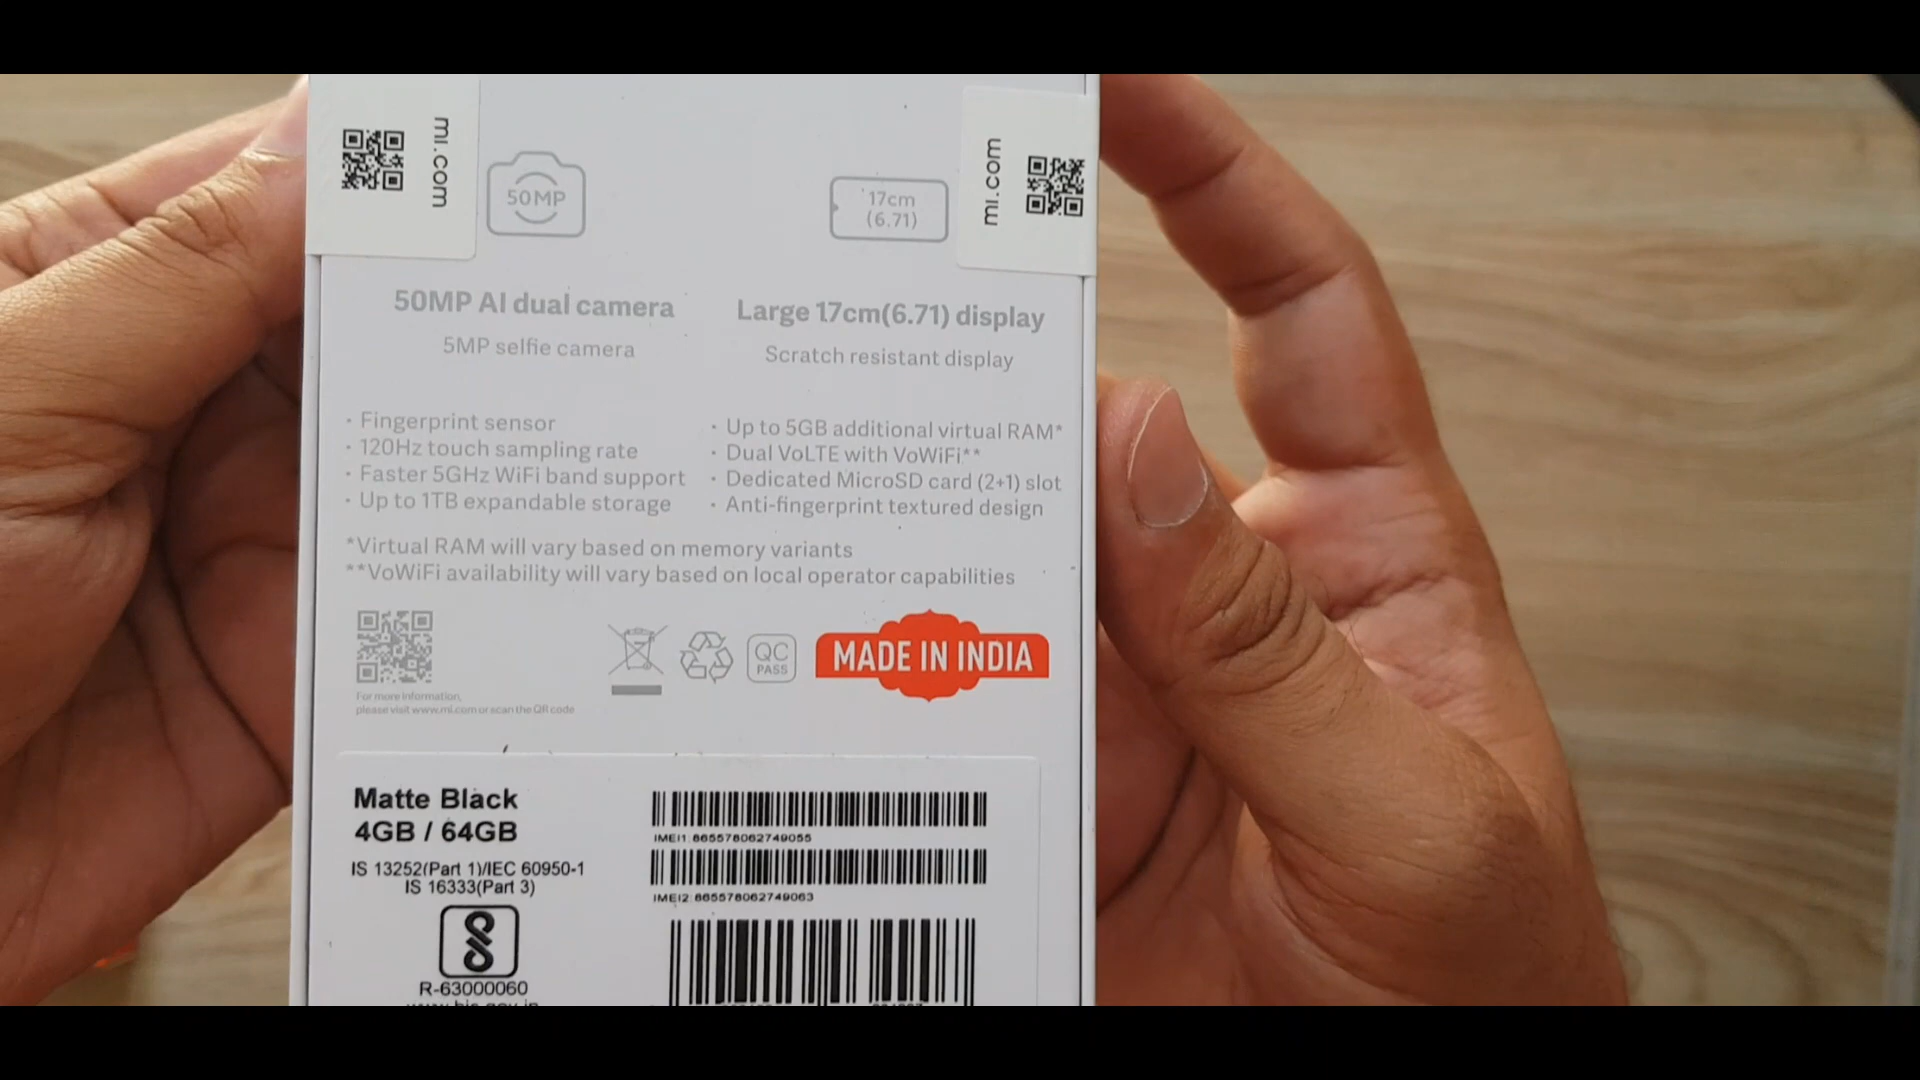 mi.com
mi.com
50MP
17cm
(6.71)
50MP AI dual camera
5MP selfie camera
Large 17cm(6.71) display
Scratch resistant display
· Fingerprint sensor
· 120Hz touch sampling rate
· Faster 5GHz WiFi band support
· Up to 1TB expandable storage
· Up to 5GB additional virtual RAM*
· Dual VoLTE with VoWiFi**
· Dedicated MicroSD card (2+1) slot
· Anti-fingerprint textured design
*Virtual RAM will vary based on memory variants
**VoWiFi availability will vary based on local operator capabilities
For more information,
please visit www.mi.com or scan the QR code
QC
PASS
MADE IN INDIA
Matte Black
4GB / 64GB
IS 13252(Part 1)/IEC 60950-1
IS 16333(Part 3)
R-63000060
IMEI1:865578062749055
IMEI2:865578062749063